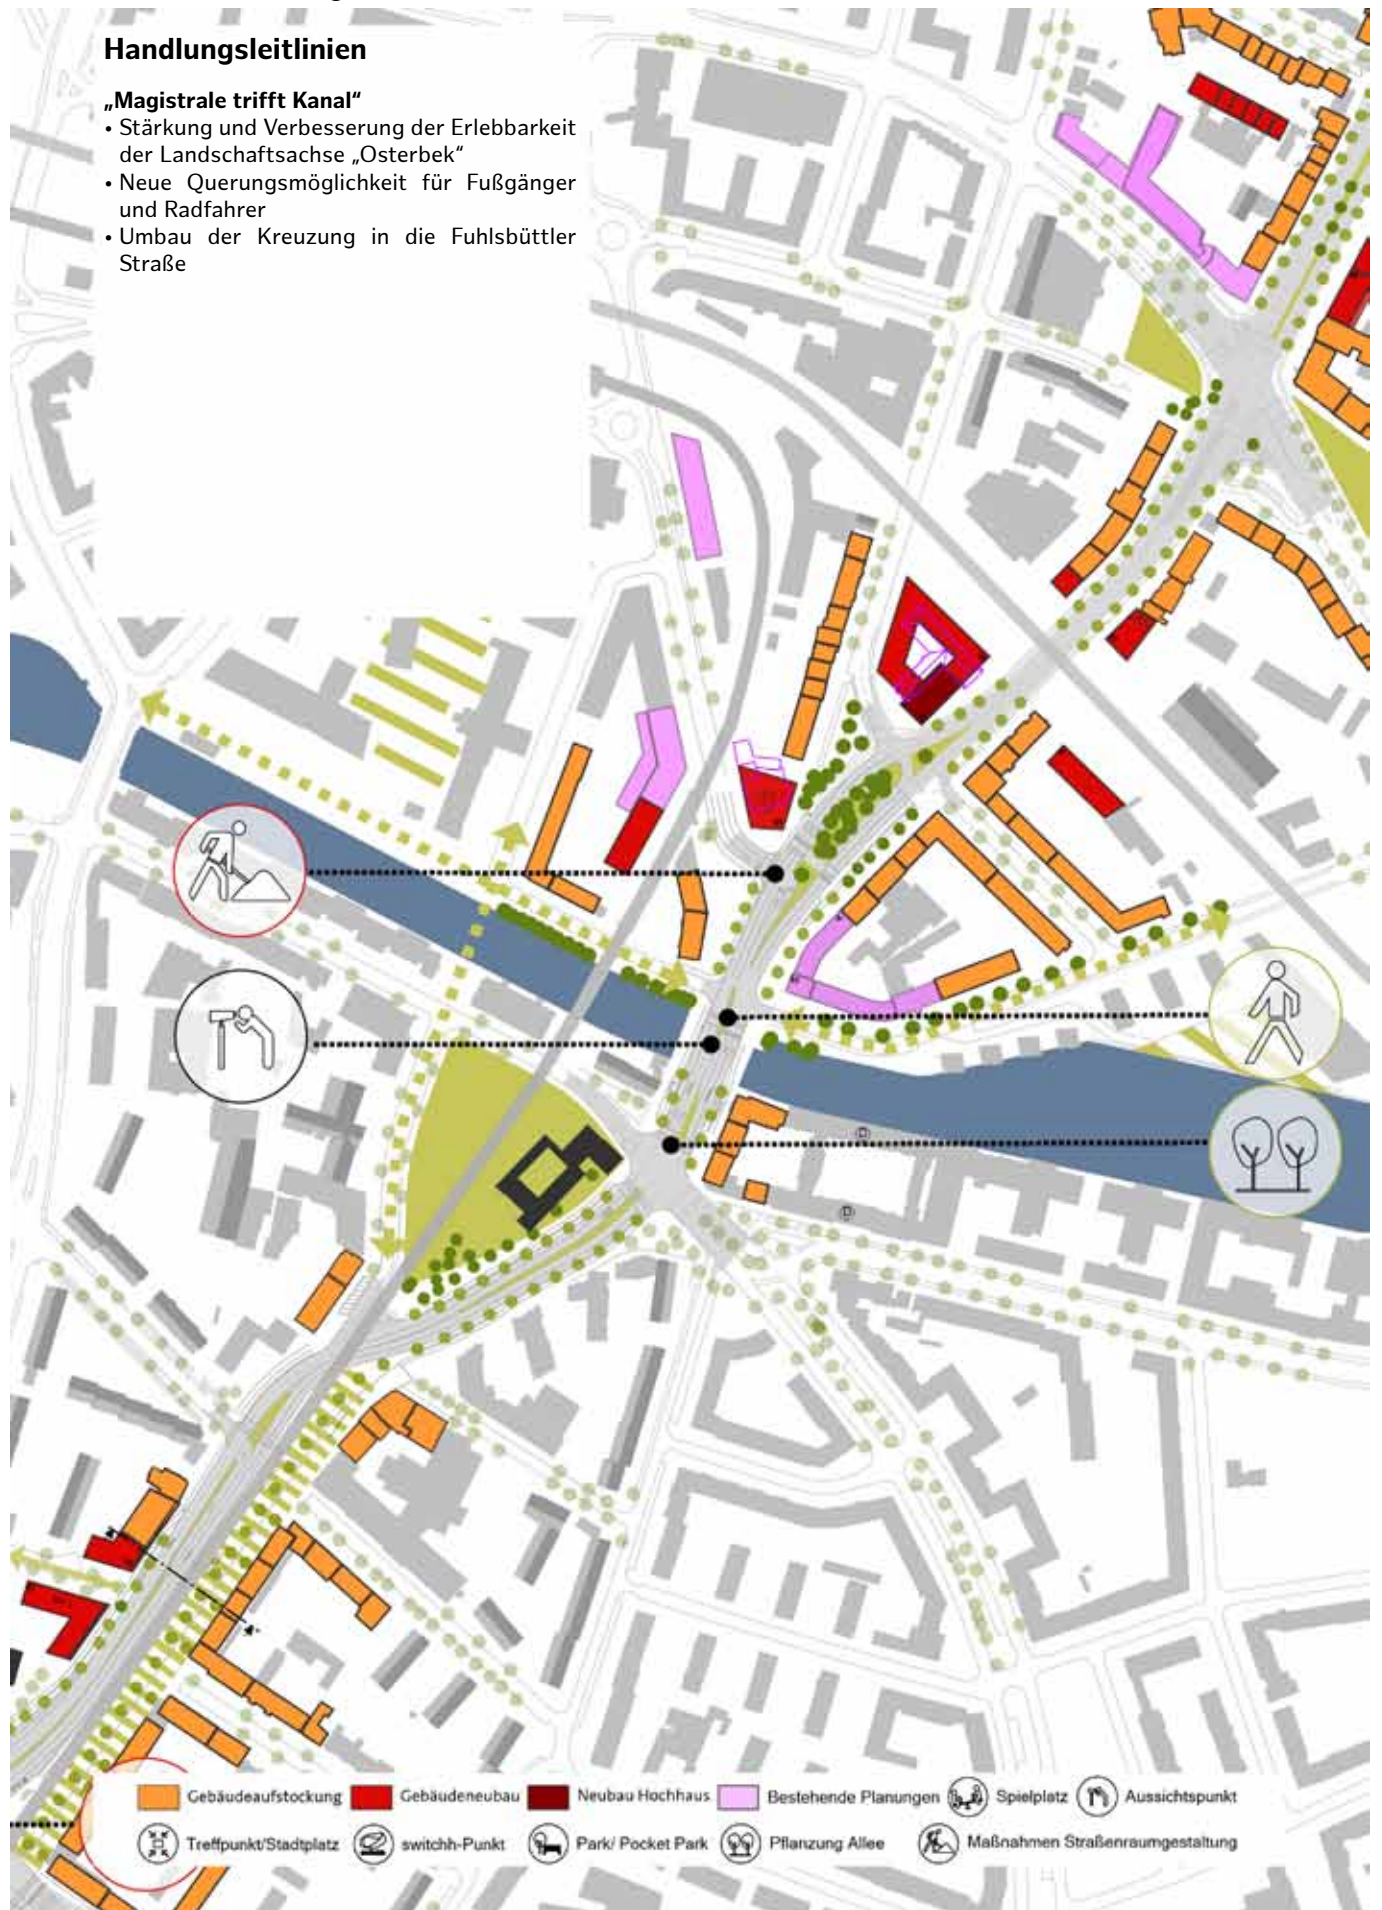 Handlungsleitlinien
„Magistrale trifft Kanal“
• Stärkung und Verbesserung der Erlebbarkeit
der Landschaftsachse „Osterbek“
• Neue Querungsmöglichkeit für Fußgänger
und Radfahrer
• Umbau der Kreuzung in die Fuhlsbüttler
Straße
Gebäudeaufstockung Gebäudeneubau Neubau Hochhaus Bestehende Planungen Spielplatz Aussichtspunkt
Treffpunkt/Stadtplatz switchh-Punkt Park/ Pocket Park Pflanzung Allee Maßnahmen Straßenraumgestaltung